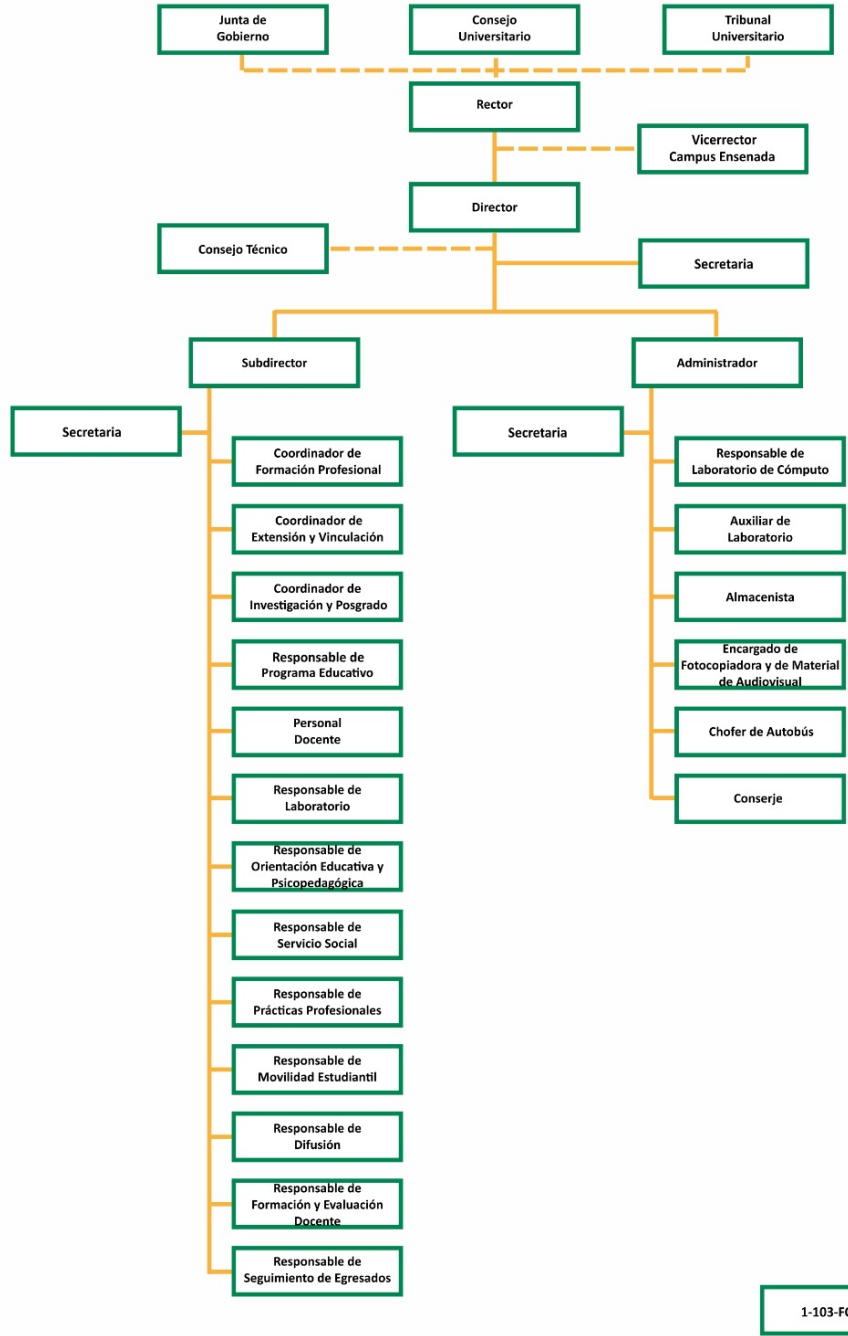 Junta de
Gobierno
Consejo
Universitario
Tribunal
Universitario
Rector
Vicerrector
Campus Ensenada
Director
Consejo Técnico
Secretaria
Subdirector
Administrador
Secretaria
Coordinador de
Formación Profesional
Coordinador de
Extensión y Vinculación
Coordinador de
Investigación y Posgrado
Responsable de
Programa Educativo
Personal
Docente
Responsable de
Laboratorio
Responsable de
Orientación Educativa y
Psicopedagógica
Responsable de
Servicio Social
Responsable de
Prácticas Profesionales
Responsable de
Movilidad Estudiantil
Responsable de
Difusión
Responsable de
Formación y Evaluación
Docente
Responsable de
Seguimiento de Egresados
Secretaria
Responsable de
Laboratorio de Cómputo
Auxiliar de
Laboratorio
Almacenista
Encargado de
Fotocopiadora y de Material
de Audiovisual
Chofer de Autobús
Conserje